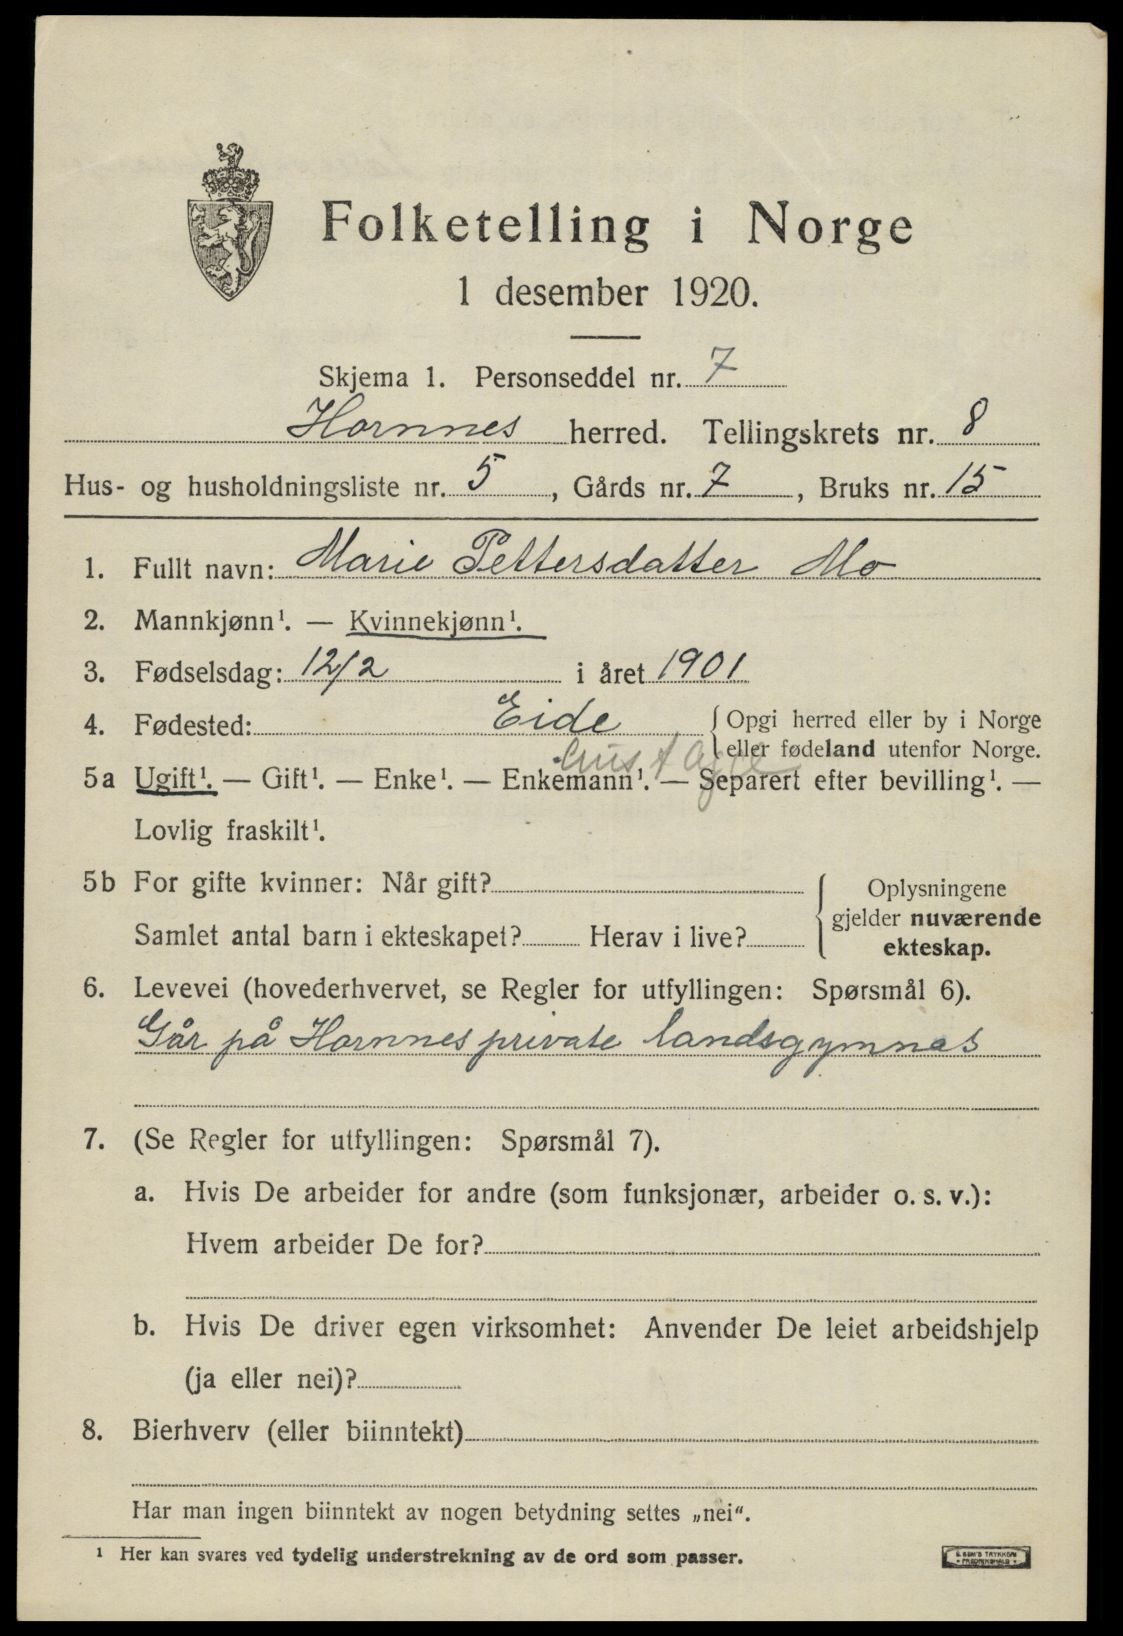 Folketelling i Norge
1 desember 1920.
Skjema 1. Personseddel nr. 7
Hornnes herred. Tellingskrets nr. 8
Hus- og husholdningsliste nr. 5, Gårds nr. 7, Bruks nr. 15
1. Fullt navn: Marie Pettersdatter Mo
2. Mannkjønn¹. — Kvinnekjønn¹.
3. Fødselsdag: 12/2 i året 1901
4. Fødested: Eide { Opgi herred eller by i Norge
eller fødeland utenfor Norge.
Aust Agd
5a Ugift¹. — Gift¹. — Enke¹. — Enkemann¹. — Separert efter bevilling¹. —
Lovlig fraskilt¹.
5b For gifte kvinner: Når gift?
Samlet antal barn i ekteskapet? Herav i live?
Oplysningene
gjelder nuværende
ekteskap.
6. Levevei (hovederhvervet, se Regler for utfyllingen: Spørsmål 6).
Går på Hornnes private landsgymnas
7. (Se Regler for utfyllingen: Spørsmål 7).
a. Hvis De arbeider for andre (som funksjonær, arbeider o. s. v.):
Hvem arbeider De for?
b. Hvis De driver egen virksomhet: Anvender De leiet arbeidshjelp
(ja eller nei)?
8. Bierhverv (eller biinntekt)
Har man ingen biinntekt av nogen betydning settes „nei“.
¹ Her kan svares ved tydelig understrekning av de ord som passer.
TRYKKERI
FREDRIKSHALD